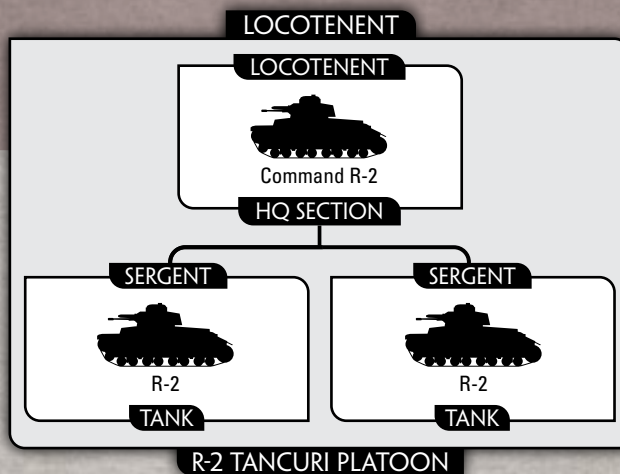 LOCOTENENT
LOCOTENENT
Command R-2
HQ SECTION
SERGENT
SERGENT
R-2
R-2
TANK
TANK
R-2 TANCURI PLATOON